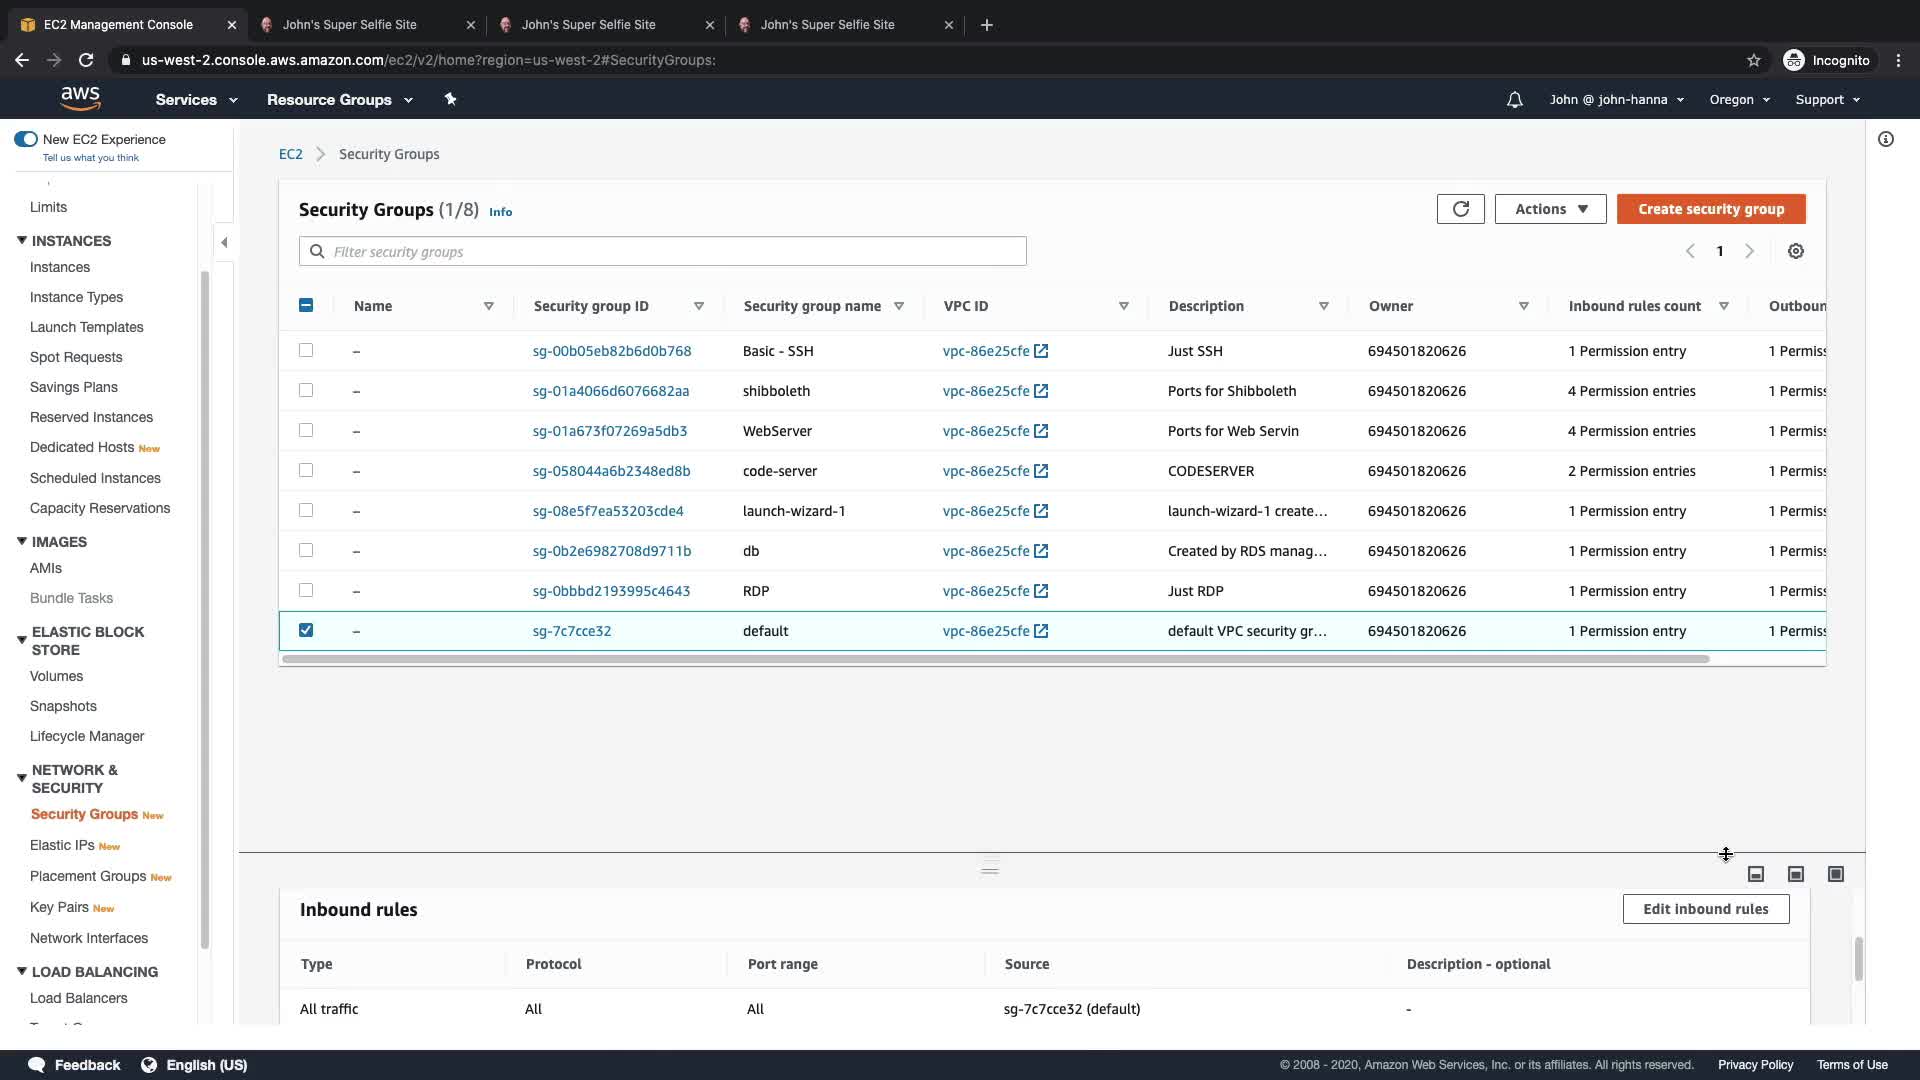 EC2 Management Console
John's Super Selfie Site
John's Super Selfie Site
John's Super Selfie Site
us-west-2.console.aws.amazon.com/ec2/v2/home?region=us-west-2#SecurityGroups:
Incognito
aws
Services
Resource Groups
John @ john-hanna
Oregon
Support
New EC2 Experience
Tell us what you think
Limits
INSTANCES
Instances
Instance Types
Launch Templates
Spot Requests
Savings Plans
Reserved Instances
Dedicated Hosts New
Scheduled Instances
Capacity Reservations
IMAGES
AMIs
Bundle Tasks
ELASTIC BLOCK
STORE
Volumes
Snapshots
Lifecycle Manager
NETWORK &
SECURITY
Security Groups New
Elastic IPs New
Placement Groups New
Key Pairs New
Network Interfaces
LOAD BALANCING
Load Balancers
EC2 > Security Groups
Security Groups (1/8) Info
Actions
Create security group
Filter security groups
1
Name Security group ID Security group name VPC ID Description Owner Inbound rules count Outboun
– sg-00b05eb82b6d0b768 Basic - SSH vpc-86e25cfe Just SSH 694501820626 1 Permission entry 1 Permiss
– sg-01a4066d6076682aa shibboleth vpc-86e25cfe Ports for Shibboleth 694501820626 4 Permission entries 1 Permiss
– sg-01a673f07269a5db3 WebServer vpc-86e25cfe Ports for Web Servin 694501820626 4 Permission entries 1 Permiss
– sg-058044a6b2348ed8b code-server vpc-86e25cfe CODESERVER 694501820626 2 Permission entries 1 Permiss
– sg-08e5f7ea53203cde4 launch-wizard-1 vpc-86e25cfe launch-wizard-1 create... 694501820626 1 Permission entry 1 Permiss
– sg-0b2e6982708d9711b db vpc-86e25cfe Created by RDS manag... 694501820626 1 Permission entry 1 Permiss
– sg-0bbbd2193995c4643 RDP vpc-86e25cfe Just RDP 694501820626 1 Permission entry 1 Permiss
– sg-7c7cce32 default vpc-86e25cfe default VPC security gr... 694501820626 1 Permission entry 1 Permiss
Inbound rules
Edit inbound rules
Type Protocol Port range Source Description - optional
All traffic All All sg-7c7cce32 (default) -
Feedback
English (US)
© 2008 - 2020, Amazon Web Services, Inc. or its affiliates. All rights reserved.
Privacy Policy
Terms of Use